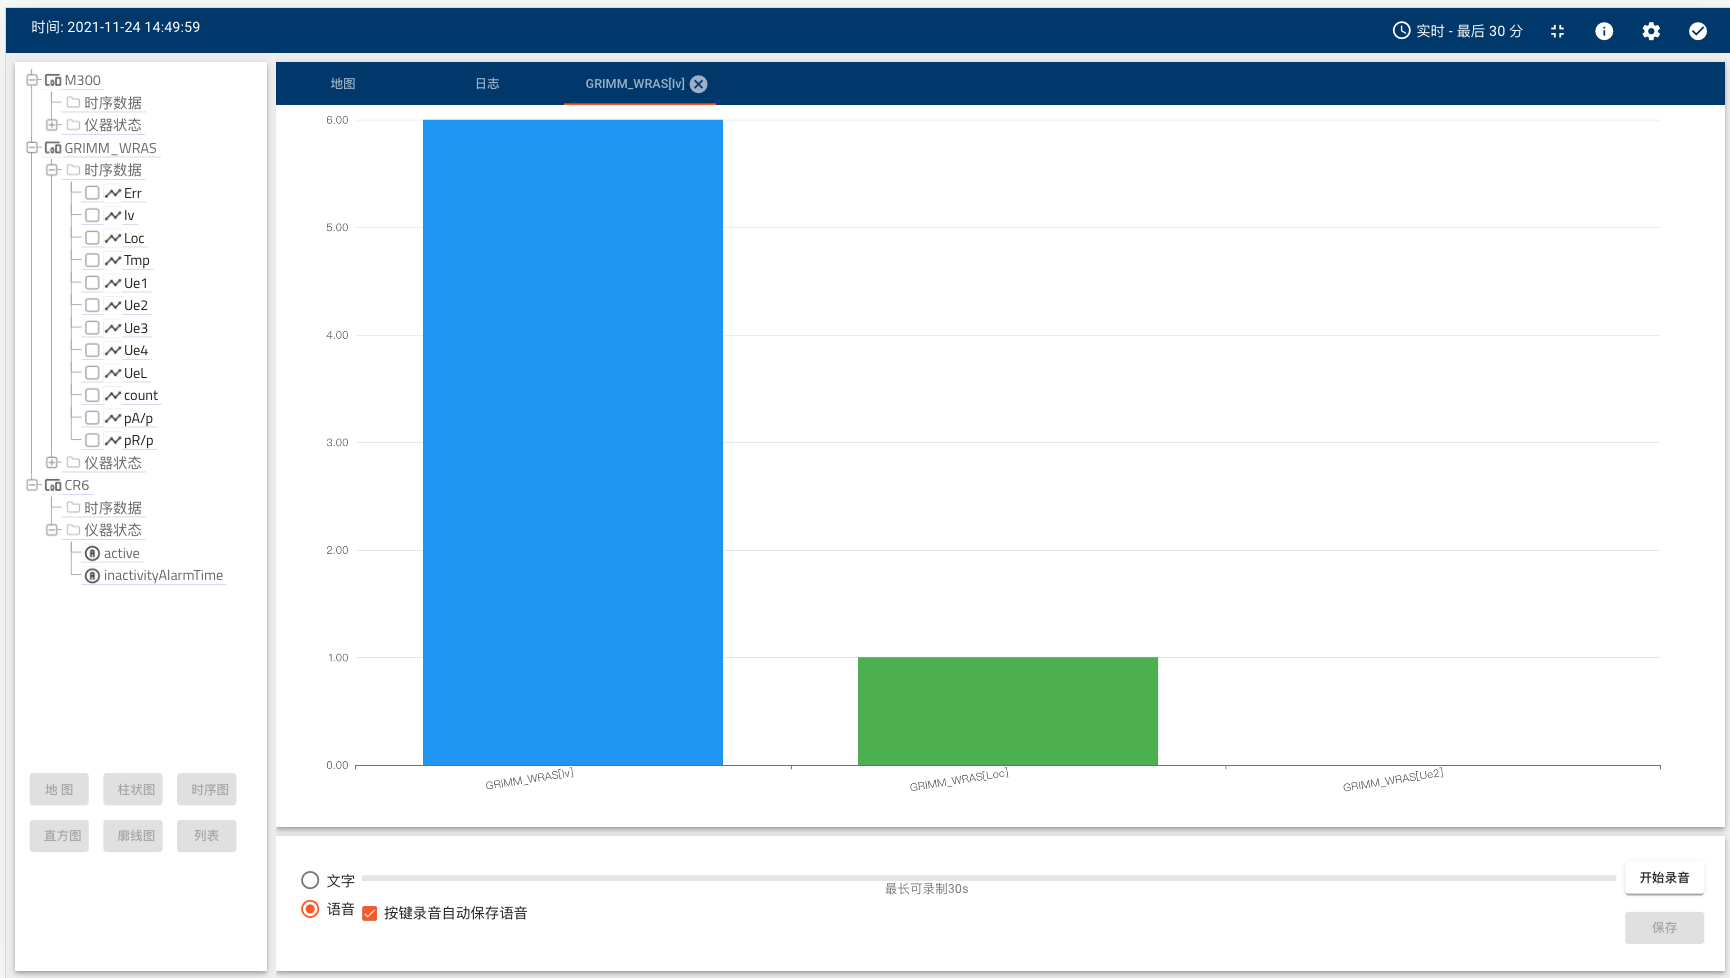 时间: 2021-11-24 14:49:59
实时 - 最后 30 分
M300
时序数据
仪器状态
GRIMM_WRAS
时序数据
Err
Iv
Loc
Tmp
Ue1
Ue2
Ue3
Ue4
UeL
count
pA/p
pR/p
仪器状态
CR6
时序数据
仪器状态
active
inactivityAlarmTime
地 图
柱状图
时序图
直方图
廓线图
列表
地图
日志
GRIMM_WRAS[Iv]
6.00
5.00
4.00
3.00
2.00
1.00
0.00
GRIMM_WRAS[Iv]
GRIMM_WRAS[Loc]
GRIMM_WRAS[Ue2]
文字
最长可录制30s
开始录音
语音
按键录音自动保存语音
保存